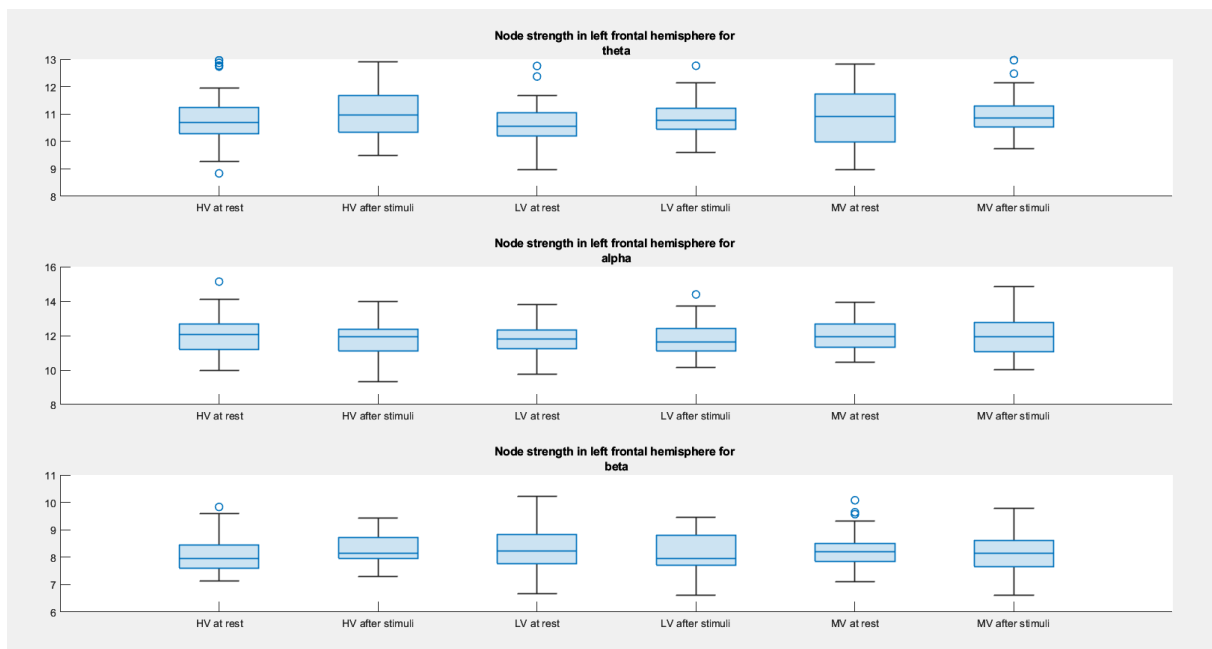 Node strength in left frontal hemisphere for
theta
13
12
11
10
9
8
HV at rest HV after stimuli LV at rest LV after stimuli MV at rest MV after stimuli
Node strength in left frontal hemisphere for
alpha
16
14
12
10
8
HV at rest HV after stimuli LV at rest LV after stimuli MV at rest MV after stimuli
Node strength in left frontal hemisphere for
beta
11
10
9
8
7
6
HV at rest HV after stimuli LV at rest LV after stimuli MV at rest MV after stimuli